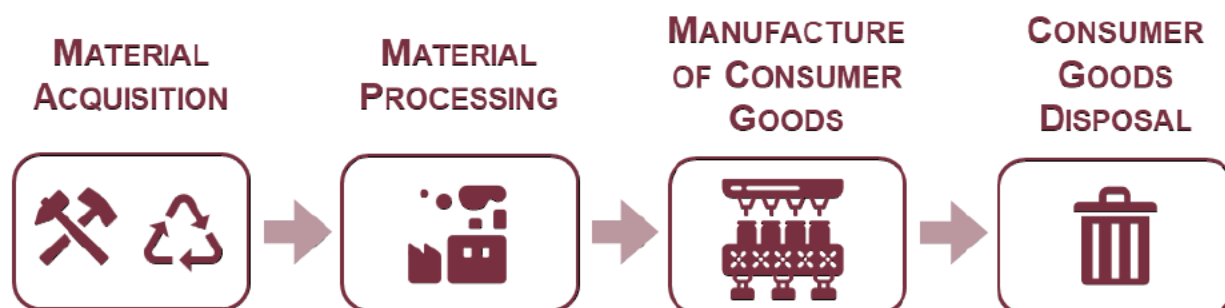 MATERIAL
ACQUISITION
MATERIAL
PROCESSING
MANUFACTURE
OF CONSUMER
GOODS
CONSUMER
GOODS
DISPOSAL